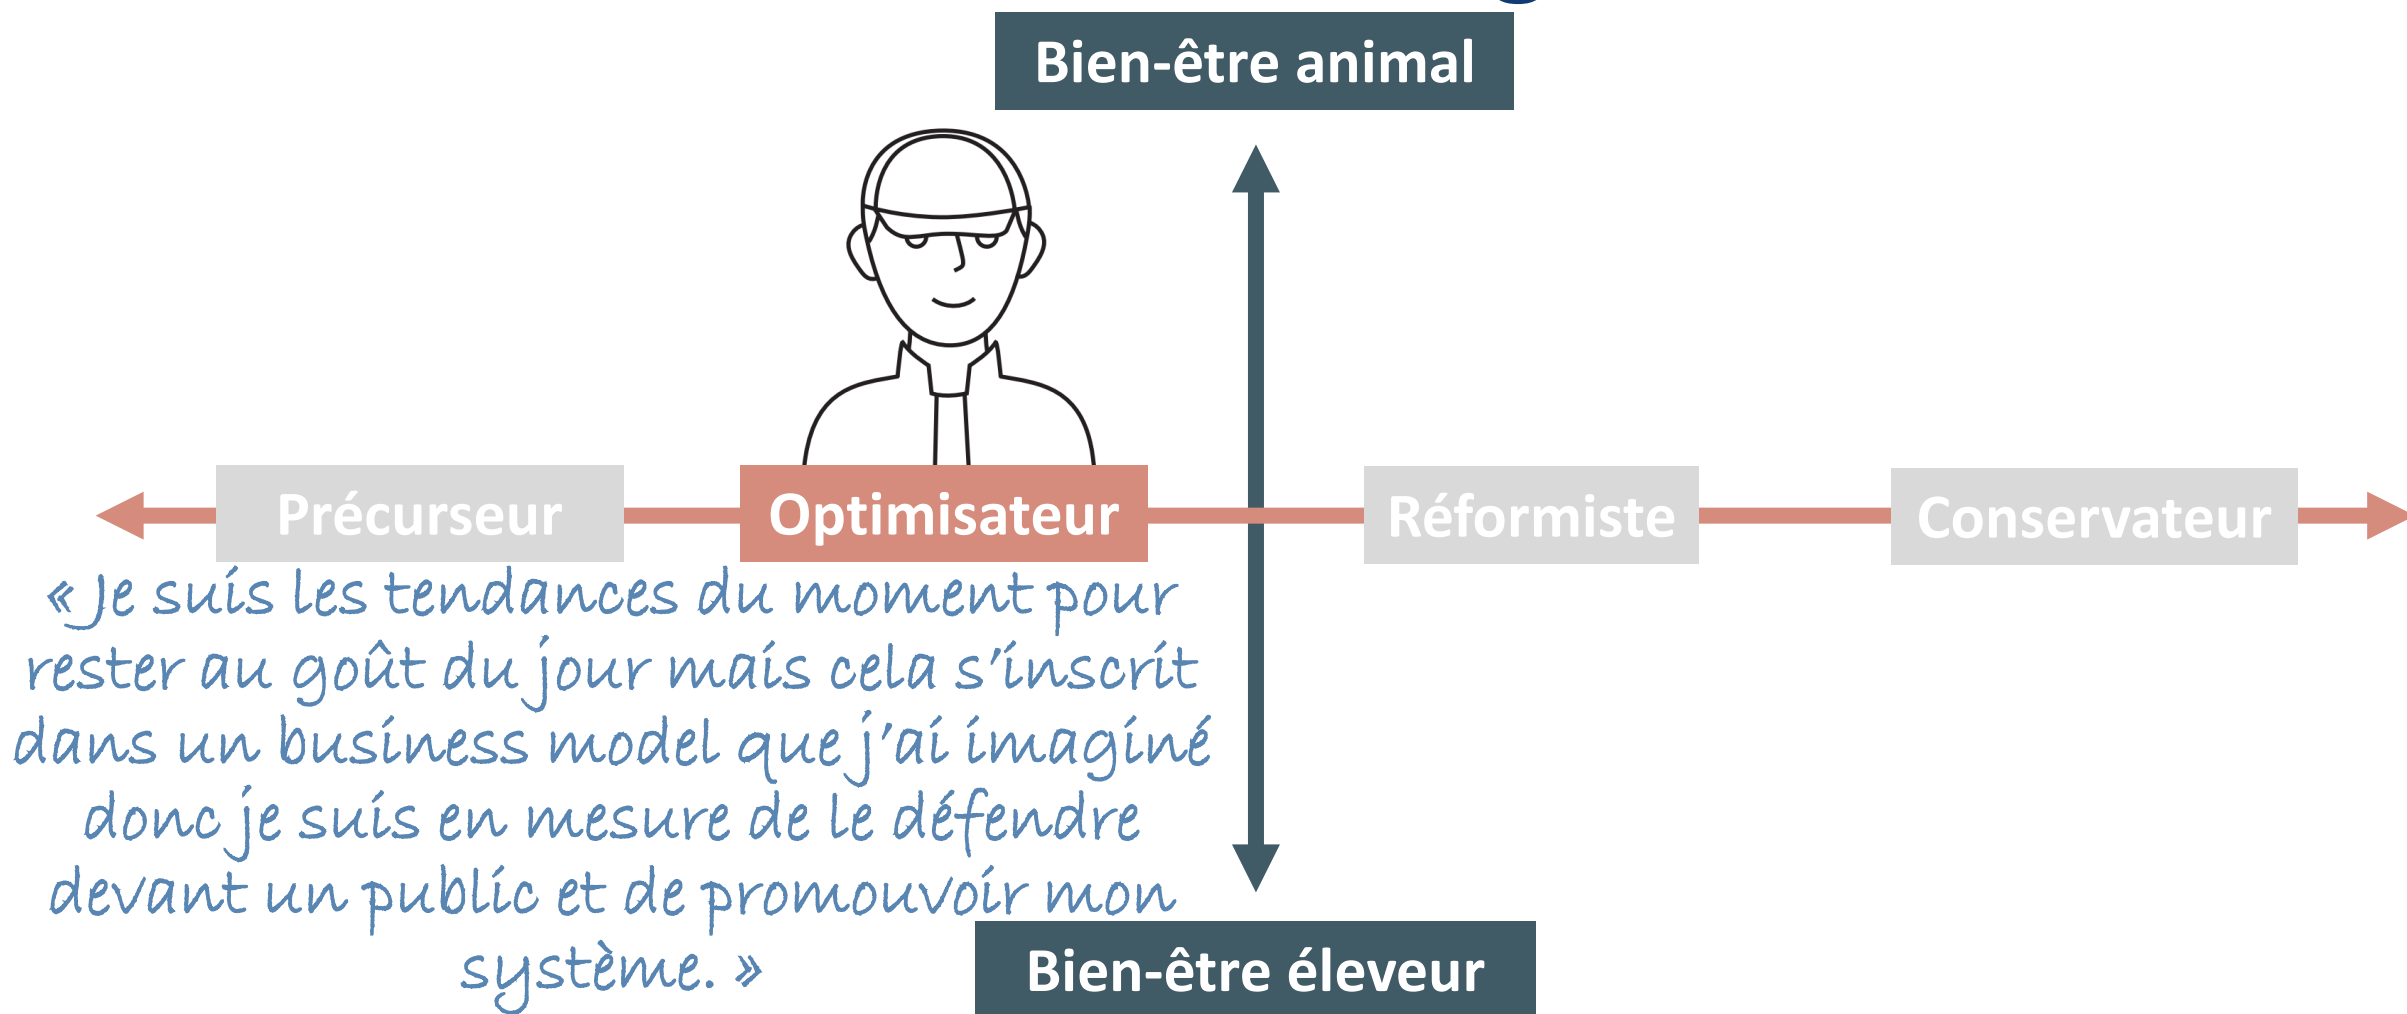 Bien-être animal
Précurseur
Optimisateur
Réformiste
Conservateur
« Je suis les tendances du moment pour
rester au goût du jour mais cela s'inscrit
dans un business model que j'ai imaginé
donc je suis en mesure de le défendre
devant un public et de promouvoir mon
système. »
Bien-être éleveur